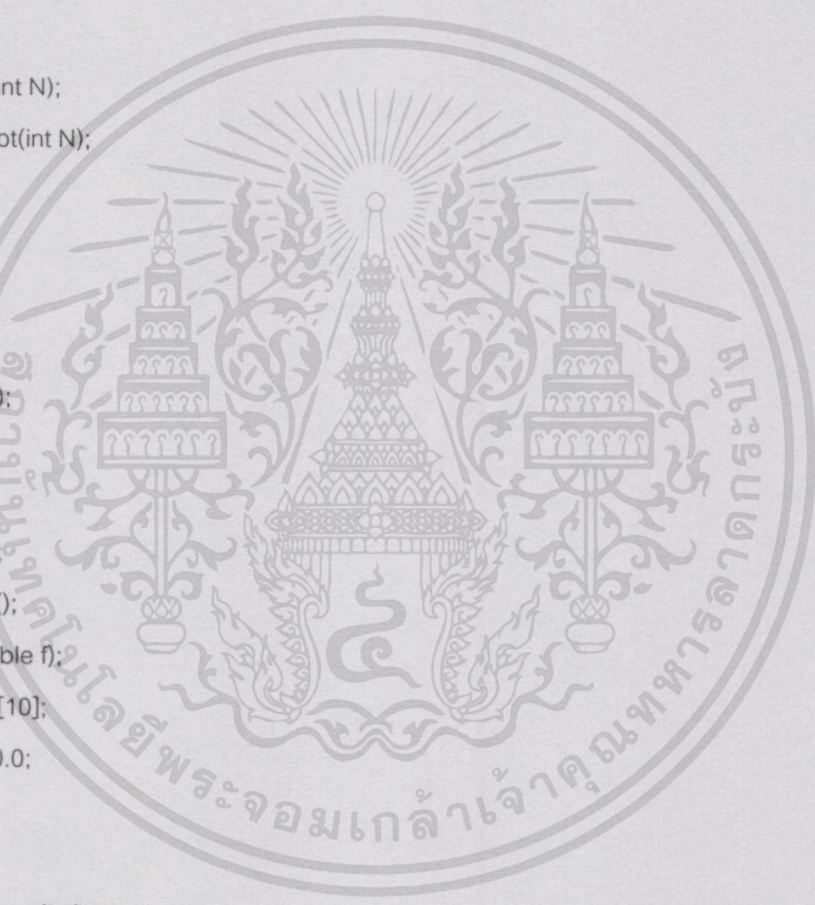 nt N);
ot(int N);
);
();
ble f);
[10];
0.0;
สถาบันเทคโนโลยีพระจอมเกล้าเจ้าคุณทหารลาดกระบัง